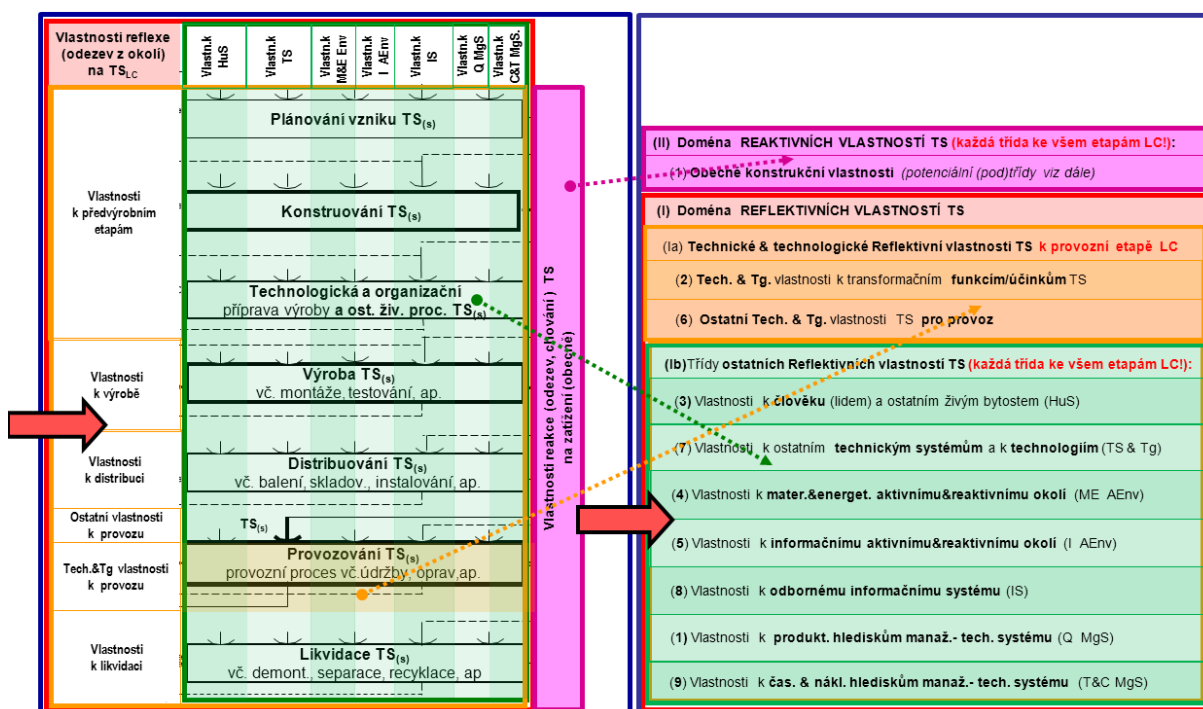 Vlastnosti reflexe
(odezev z okolí)
na TS_LC
Vlastn.k
HuS
Vlastn.k
TS
Vlastn.k
M&E Env
Vlastn.k
I AEnv
Vlastn.k
IS
Vlastn.k
Q MgS
Vlastn.k
C&T MgS.
Vlastnosti
k předvýrobním
etapám
Plánování vzniku TS(s)
Konstruování TS(s)
Technologická a organizační
příprava výroby a ost. živ. proc. TS(s)
Vlastnosti
k výrobě
Výroba TS(s)
vč. montáže, testování, ap.
Vlastnosti
k distribuci
Distribuování TS(s)
vč. balení, skladov., instalování, ap.
Ostatní vlastnosti
k provozu
TS(s)
Tech.&Tg vlastnosti
k provozu
Provozování TS(s)
provozní proces vč.údržby, oprav,ap.
Vlastnosti
k likvidaci
Likvidace TS(s)
vč. demont., separace, recyklace, ap
Vlastnosti reakce (odezev, chování ) TS
na zatížení (obecné)
(II) Doména REAKTIVNÍCH VLASTNOSTÍ TS (každá třída ke všem etapám LC!):
(1) Obecné konstrukční vlastnosti (potenciální (pod)třídy viz dále)
(I) Doména REFLEKTIVNÍCH VLASTNOSTÍ TS
(Ia) Technické & technologické Reflektivní vlastnosti TS k provozní etapě LC
(2) Tech. & Tg. vlastnosti k transformačním funkcím/účinkům TS
(6) Ostatní Tech. & Tg. vlastnosti TS pro provoz
(Ib)Třídy ostatních Reflektivních vlastností TS (každá třída ke všem etapám LC!):
(3) Vlastnosti k člověku (lidem) a ostatním živým bytostem (HuS)
(7) Vlastnosti k ostatním technickým systémům a k technologiím (TS & Tg)
(4) Vlastnosti k mater.&energet. aktivnímu&reaktivnímu okolí (ME AEnv)
(5) Vlastnosti k informačnímu aktivnímu&reaktivnímu okolí (I AEnv)
(8) Vlastnosti k odbornému informačnímu systému (IS)
(1) Vlastnosti k produkt. hlediskům manaž.- tech. systému (Q MgS)
(9) Vlastnosti k čas. & nákl. hlediskům manaž.- tech. systému (T&C MgS)